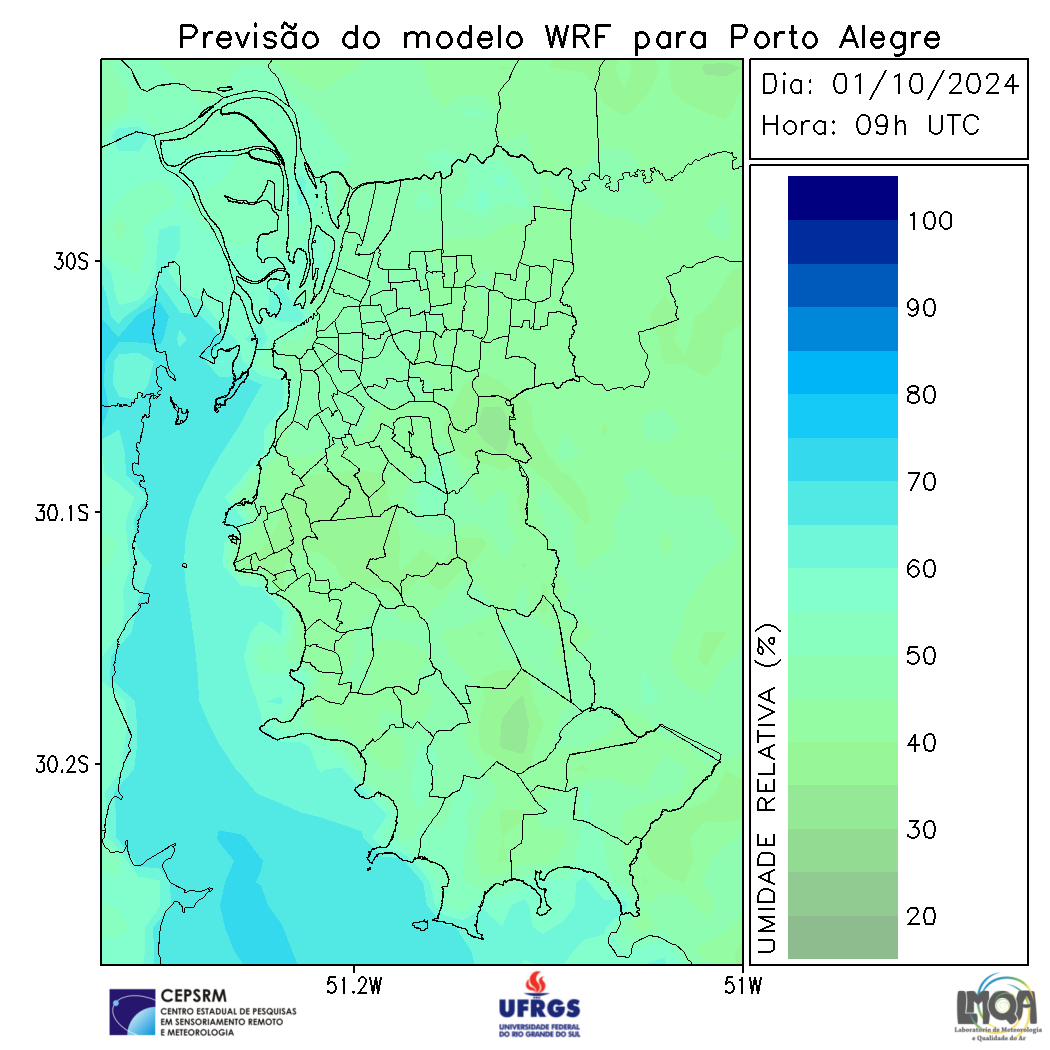 Previsão do modelo WRF para Porto Alegre
Dia: 01/10/2024
Hora: 09h UTC
30S
30.1S
30.2S
51.2W
51W
100
90
80
70
60
50
40
30
20
UMIDADE RELATIVA (%)
CEPSRM
CENTRO ESTADUAL DE PESQUISAS
EM SENSORIAMENTO REMOTO
E METEOROLOGIA
UFRGS
UNIVERSIDADE FEDERAL
DO RIO GRANDE DO SUL
LMQA
Laboratório de Meteorologia
e Qualidade do Ar